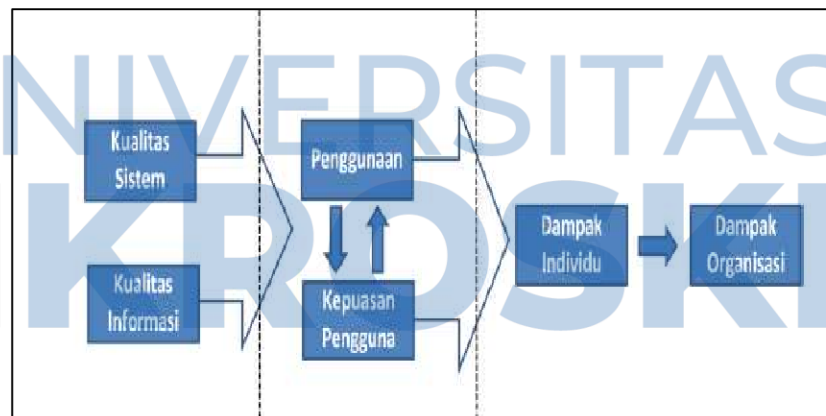 NIVERSITAS
KROSKI
Kualitas
Sistem
Kualitas
Informasi
Penggunaan
Kepuasan
Pengguna
Dampak
Individu
Dampak
Organisasi